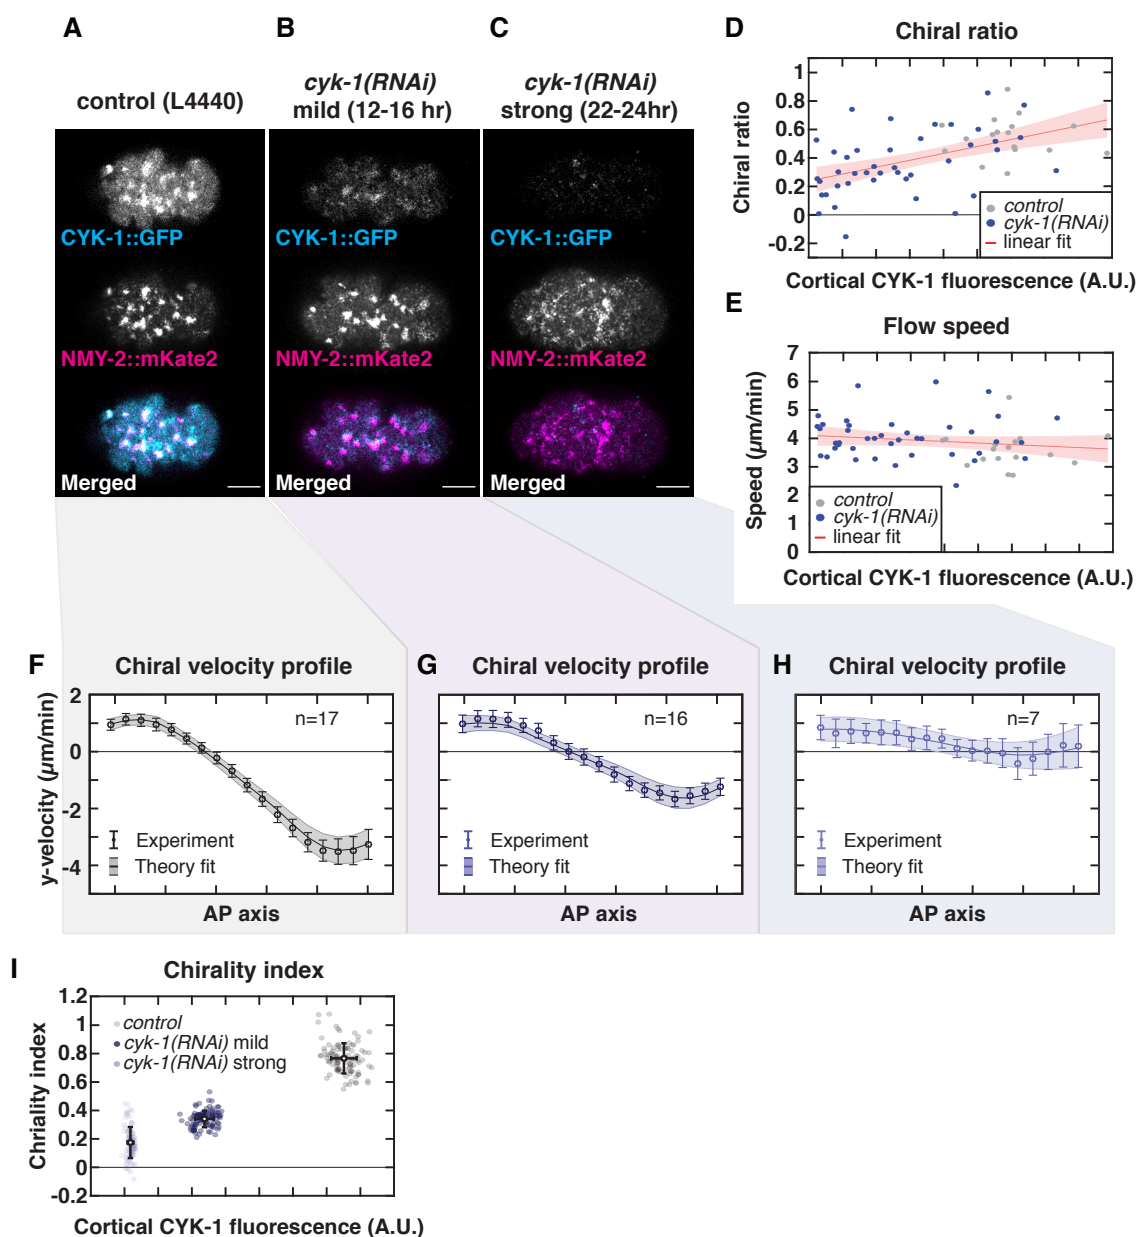 A
control (L4440)
CYK-1::GFP
NMY-2::mKate2
Merged
B
cyk-1(RNAi)
mild (12-16 hr)
CYK-1::GFP
NMY-2::mKate2
Merged
C
cyk-1(RNAi)
strong (22-24hr)
CYK-1::GFP
NMY-2::mKate2
Merged
D
Chiral ratio
Chiral ratio
1
0.8
0.6
0.4
0.2
0
-0.2
control
cyk-1(RNAi)
linear fit
Cortical CYK-1 fluorescence (A.U.)
E
Flow speed
Speed (µm/min)
7
6
5
4
3
2
1
0
control
cyk-1(RNAi)
linear fit
Cortical CYK-1 fluorescence (A.U.)
F
Chiral velocity profile
y-velocity (µm/min)
2
0
-2
-4
n=17
Experiment
Theory fit
AP axis
G
Chiral velocity profile
n=16
Experiment
Theory fit
AP axis
H
Chiral velocity profile
n=7
Experiment
Theory fit
AP axis
I
Chirality index
Chriality index
1.2
1
0.8
0.6
0.4
0.2
0
-0.2
control
cyk-1(RNAi) mild
cyk-1(RNAi) strong
Cortical CYK-1 fluorescence (A.U.)